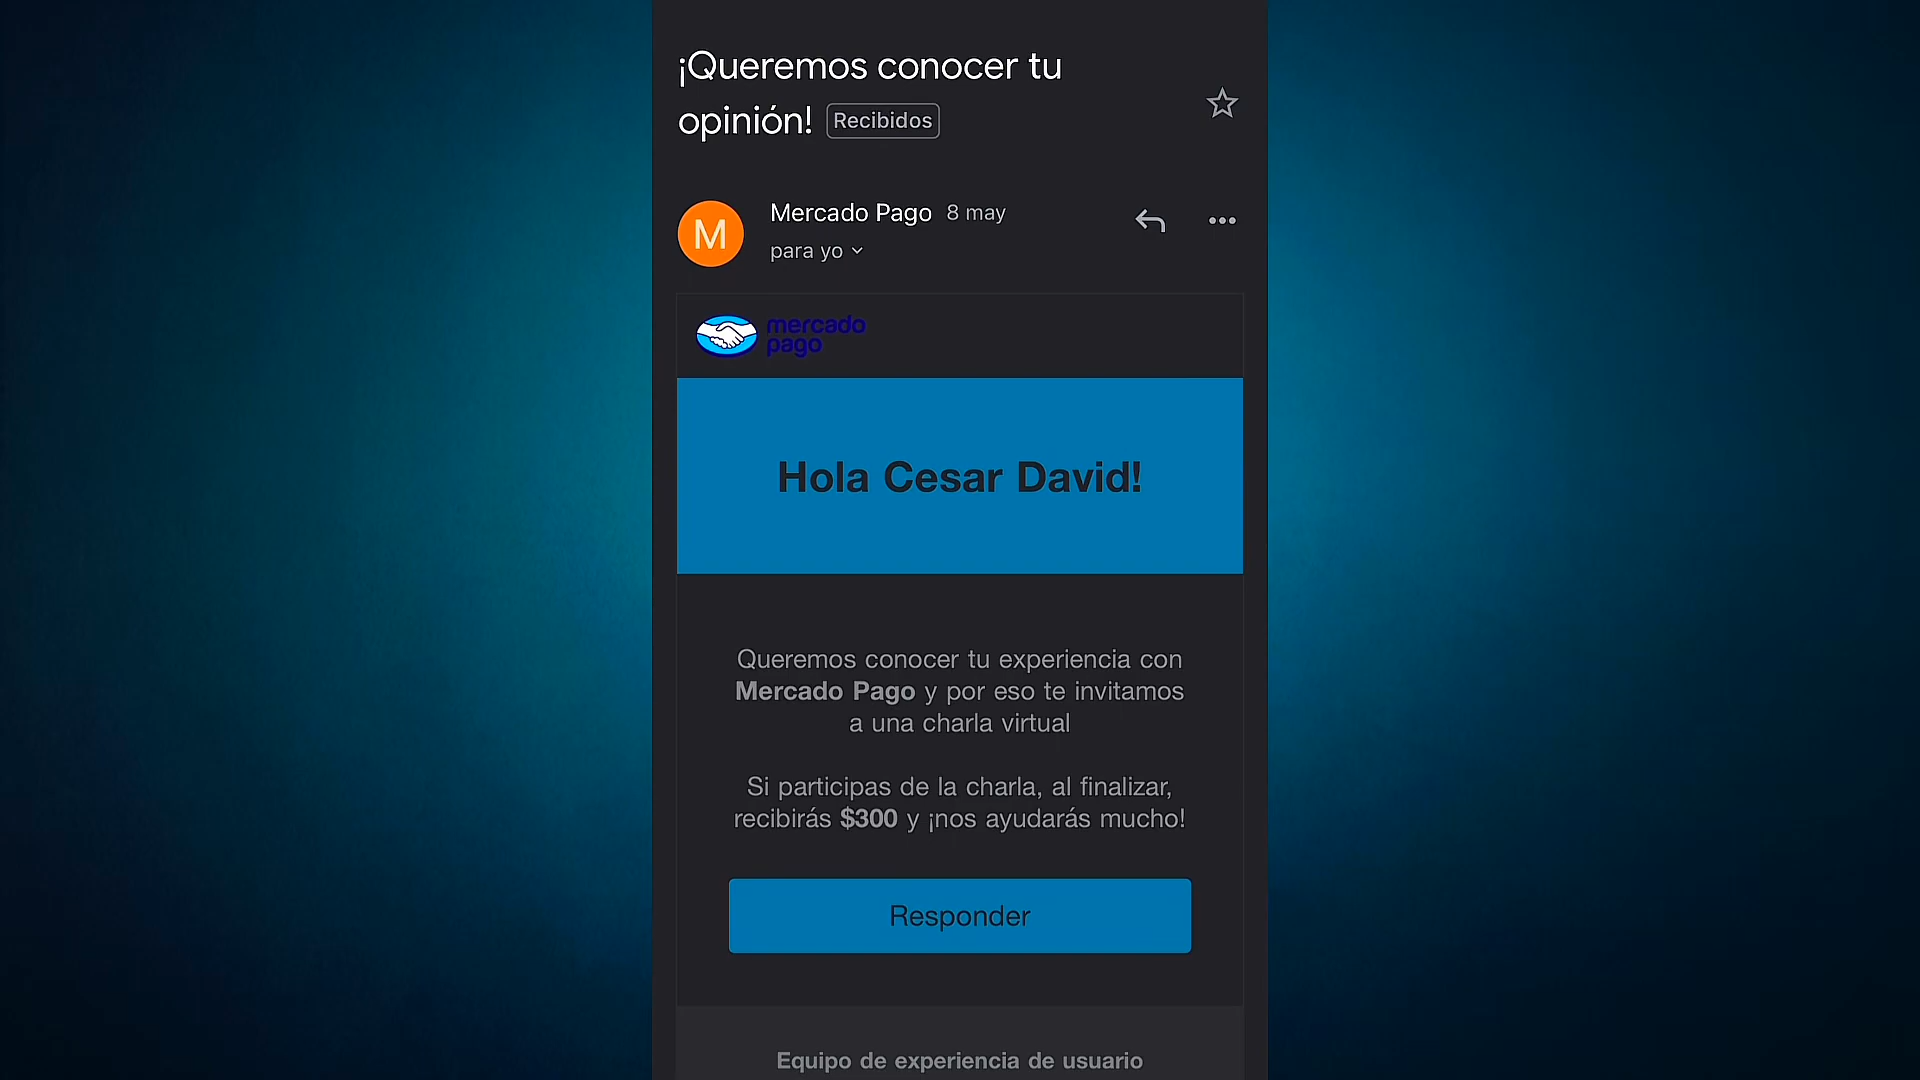 ¡Queremos conocer tu
opinión! Recibidos
M
Mercado Pago 8 may
para yo
mercado
pago
Hola Cesar David!
Queremos conocer tu experiencia con
Mercado Pago y por eso te invitamos
a una charla virtual
Si participas de la charla, al finalizar,
recibirás $300 y ¡nos ayudarás mucho!
Responder
Equipo de experiencia de usuario